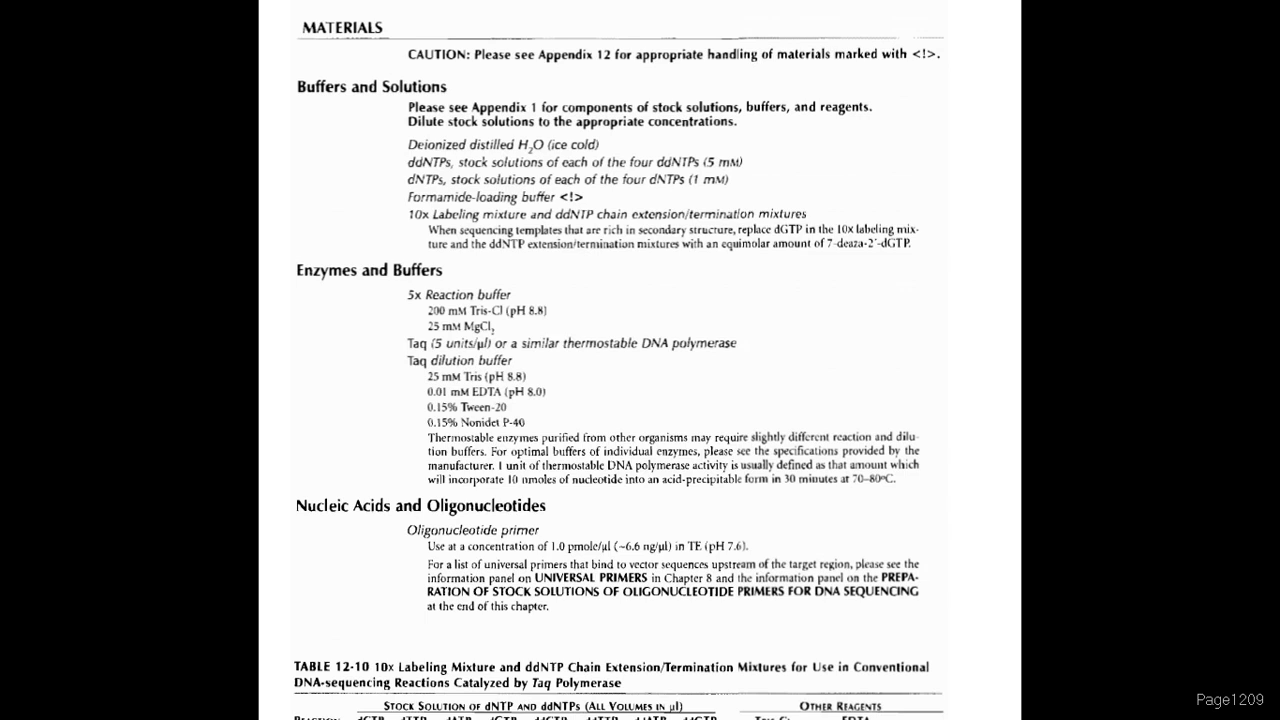 MATERIALS
CAUTION: Please see Appendix 12 for appropriate handling of materials marked with <!>.
Buffers and Solutions
Please see Appendix 1 for components of stock solutions, buffers, and reagents.
Dilute stock solutions to the appropriate concentrations.
Deionized distilled H₂O (ice cold)
ddNTPs, stock solutions of each of the four ddNTPs (5 mM)
dNTPs, stock solutions of each of the four dNTPs (1 mM)
Formamide-loading buffer <!>
10x Labeling mixture and ddNTP chain extension/termination mixtures
When sequencing templates that are rich in secondary structure, replace dGTP in the 10x labeling mix-
ture and the ddNTP extension/termination mixtures with an equimolar amount of 7-deaza-2´-dGTP.
Enzymes and Buffers
5x Reaction buffer
200 mM Tris-Cl (pH 8.8)
25 mM MgCl₂
Taq (5 units/µl) or a similar thermostable DNA polymerase
Taq dilution buffer
25 mM Tris (pH 8.8)
0.01 mM EDTA (pH 8.0)
0.15% Tween-20
0.15% Nonidet P-40
Thermostable enzymes purified from other organisms may require slightly different reaction and dilu-
tion buffers. For optimal buffers of individual enzymes, please see the specifications provided by the
manufacturer. 1 unit of thermostable DNA polymerase activity is usually defined as that amount which
will incorporate 10 nmoles of nucleotide into an acid-precipitable form in 30 minutes at 70–80ºC.
Nucleic Acids and Oligonucleotides
Oligonucleotide primer
Use at a concentration of 1.0 pmole/µl (~6.6 ng/µl) in TE (pH 7.6).
For a list of universal primers that bind to vector sequences upstream of the target region, please see the
information panel on UNIVERSAL PRIMERS in Chapter 8 and the information panel on the PREPA-
RATION OF STOCK SOLUTIONS OF OLIGONUCLEOTIDE PRIMERS FOR DNA SEQUENCING
at the end of this chapter.
TABLE 12-10 10x Labeling Mixture and ddNTP Chain Extension/Termination Mixtures for Use in Conventional
DNA-sequencing Reactions Catalyzed by Taq Polymerase
STOCK SOLUTION OF dNTP AND ddNTPS (ALL VOLUMES IN µl) OTHER REAGENTS
Page1209